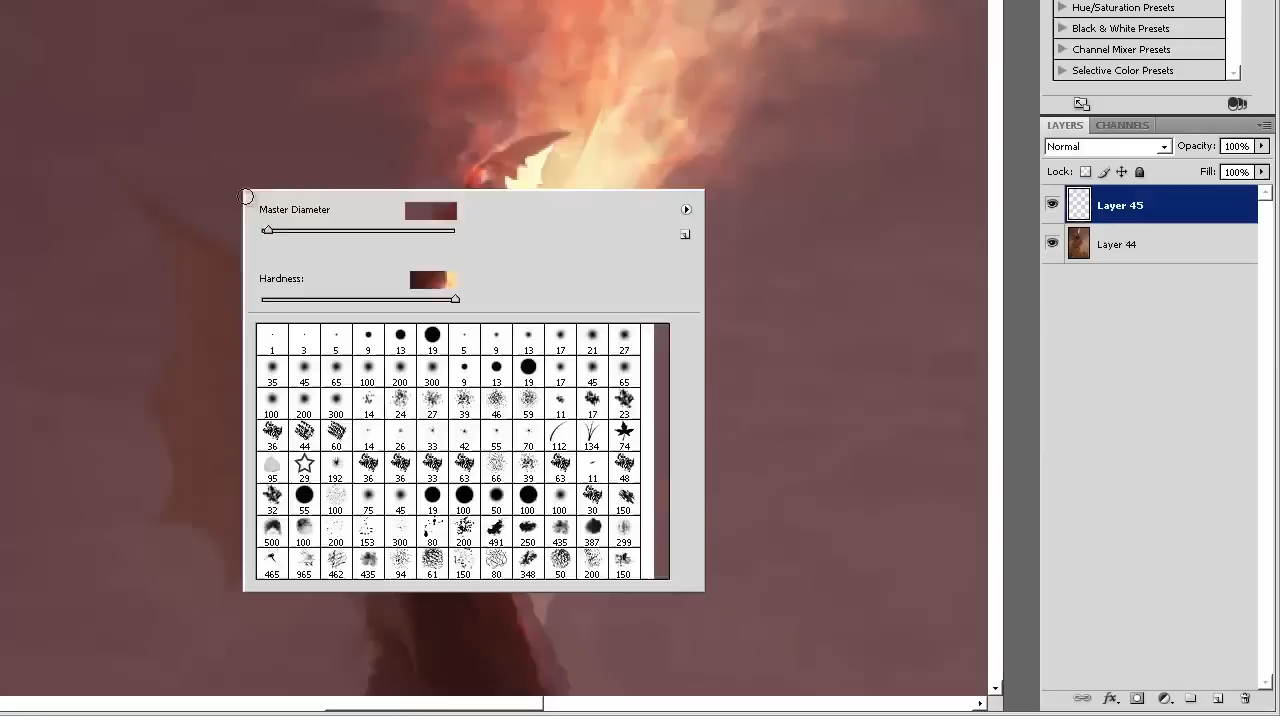 Hue/Saturation Presets
Black & White Presets
Channel Mixer Presets
Selective Color Presets
LAYERS CHANNELS
Normal Opacity: 100%
Lock: Fill: 100%
Layer 45
Layer 44
Master Diameter
Hardness:
1 3 5 9 13 19 5 9 13 17 21 27
35 45 65 100 200 300 9 13 19 17 45 65
100 200 300 14 24 27 39 46 59 11 17 23
36 44 60 14 26 33 42 55 70 112 134 74
95 29 192 36 36 33 63 66 39 63 11 48
32 55 100 75 45 19 100 50 100 100 30 150
500 100 200 153 300 80 200 491 250 435 387 299
465 965 462 435 94 61 150 80 348 50 200 150
fx